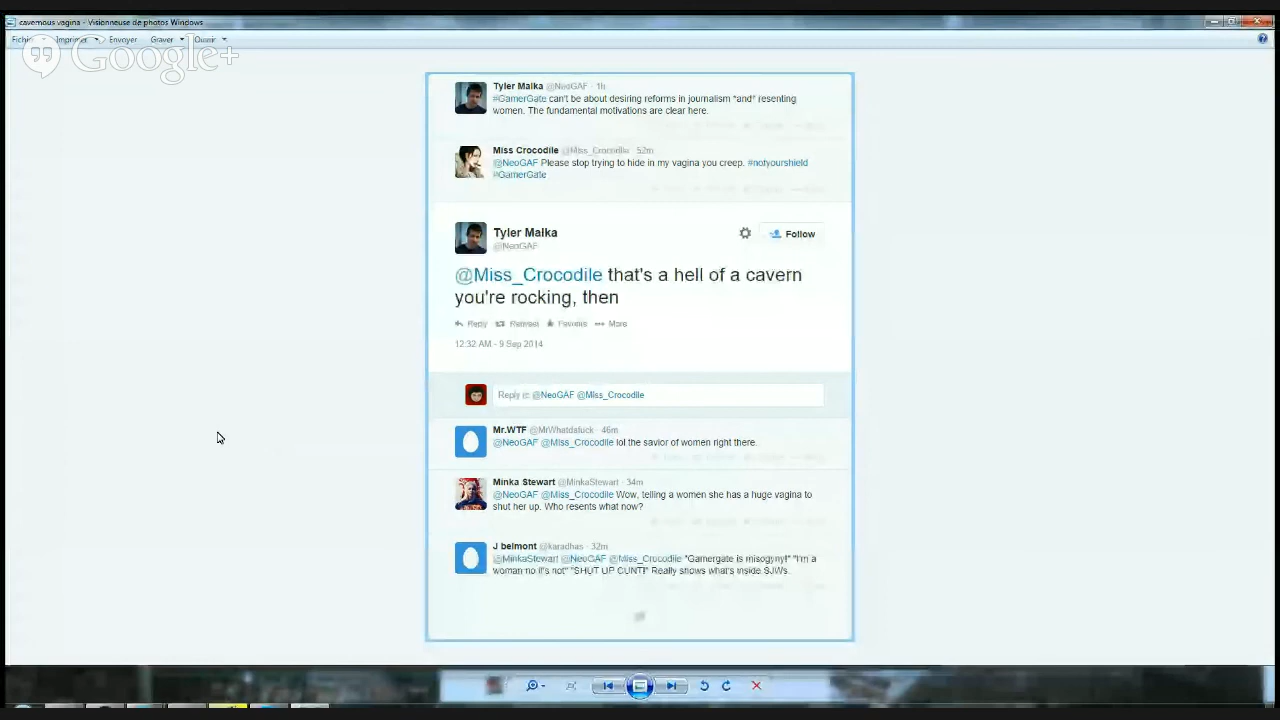 cavernous vagina - Visionneuse de photos Windows
Fichier Imprimer Envoyer Graver Ouvrir
Google+
Tyler Malka @NeoGAF · 1h
#GamerGate can't be about desiring reforms in journalism *and* resenting
women. The fundamental motivations are clear here.
Miss Crocodile @Miss_Crocodile · 52m
@NeoGAF Please stop trying to hide in my vagina you creep. #notyourshield
#GamerGate
Tyler Malka
@NeoGAF
Follow
@Miss_Crocodile that's a hell of a cavern
you're rocking, then
Reply Retweet Favorite More
12:32 AM - 9 Sep 2014
Reply to @NeoGAF @Miss_Crocodile
Mr.WTF @MrWhatdafuck · 46m
@NeoGAF @Miss_Crocodile lol the savior of women right there.
Minka Stewart @MinkaStewart · 34m
@NeoGAF @Miss_Crocodile Wow, telling a women she has a huge vagina to
shut her up. Who resents what now?
J belmont @karadhas · 32m
@MinkaStewart @NeoGAF @Miss_Crocodile "Gamergate is misogyny!" "I'm a
woman no it's not" "SHUT UP CUNT!" Really shows what's inside SJWs.